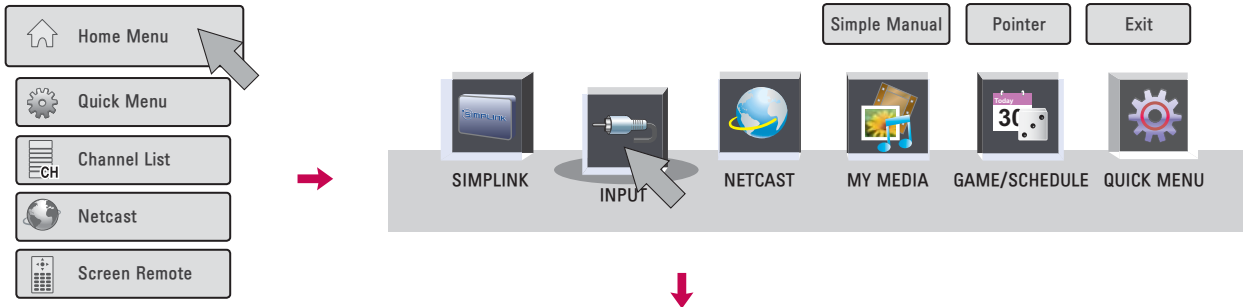 Home Menu
Quick Menu
Channel List
CH
Netcast
Screen Remote
Simple Manual
Pointer
Exit
SIMPLINK
Today
30
SIMPLINK
INPUT
NETCAST
MY MEDIA
GAME/SCHEDULE
QUICK MENU